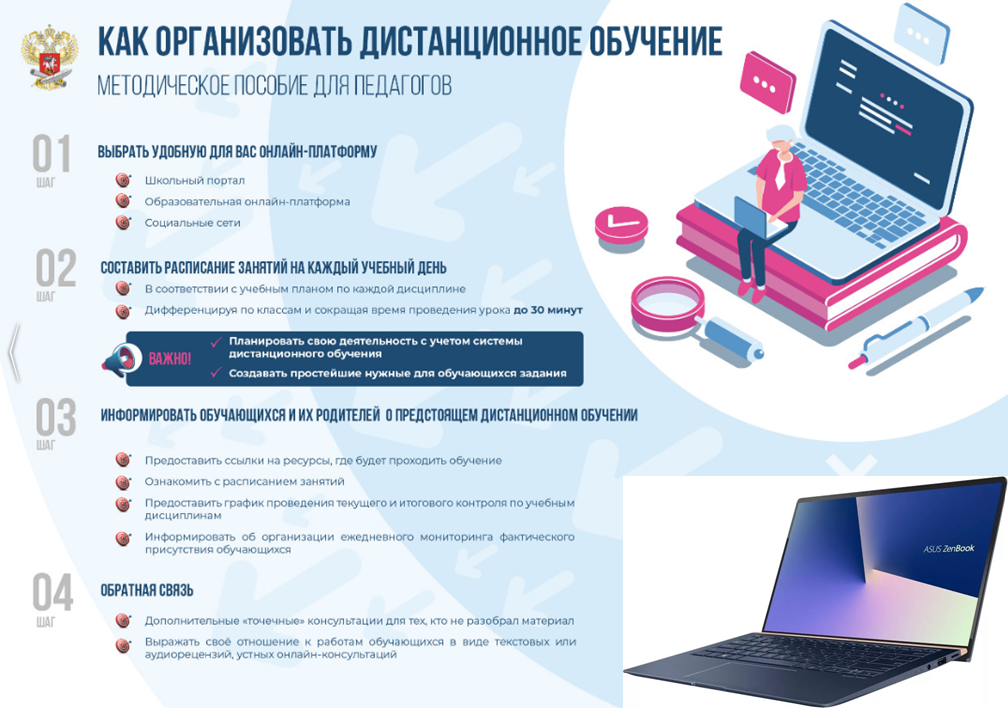 КАК ОРГАНИЗОВАТЬ ДИСТАНЦИОННОЕ ОБУЧЕНИЕ
МЕТОДИЧЕСКОЕ ПОСОБИЕ ДЛЯ ПЕДАГОГОВ
01
ШАГ
ВЫБРАТЬ УДОБНУЮ ДЛЯ ВАС ОНЛАЙН-ПЛАТФОРМУ
Школьный портал
Образовательная онлайн-платформа
Социальные сети
02
ШАГ
СОСТАВИТЬ РАСПИСАНИЕ ЗАНЯТИЙ НА КАЖДЫЙ УЧЕБНЫЙ ДЕНЬ
В соответствии с учебным планом по каждой дисциплине
Дифференцируя по классам и сокращая время проведения урока до 30 минут
ВАЖНО!
Планировать свою деятельность с учетом системы
дистанционного обучения
Создавать простейшие нужные для обучающихся задания
03
ШАГ
ИНФОРМИРОВАТЬ ОБУЧАЮЩИХСЯ И ИХ РОДИТЕЛЕЙ О ПРЕДСТОЯЩЕМ ДИСТАНЦИОННОМ ОБУЧЕНИИ
Предоставить ссылки на ресурсы, где будет проходить обучение
Ознакомить с расписанием занятий
Предоставить график проведения текущего и итогового контроля по учебным
дисциплинам
Информировать об организации ежедневного мониторинга фактического
присутствия обучающихся
04
ШАГ
ОБРАТНАЯ СВЯЗЬ
Дополнительные «точечные» консультации для тех, кто не разобрал материал
Выражать своё отношение к работам обучающихся в виде текстовых или
аудиорецензий, устных онлайн-консультаций
ASUS ZenBook